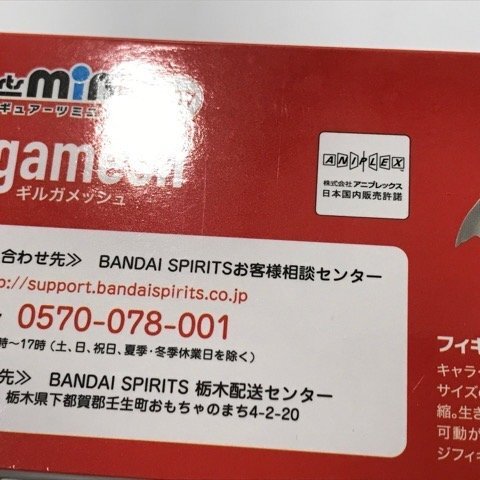 rts mini
ギュアーツミニ
gamesh
ギルガメッシュ
ANIPLEX
株式会社アニプレックス
日本国内販売許諾
合わせ先≫ BANDAI SPIRITSお客様相談センター
p://support.bandaispirits.co.jp
0570-078-001
時～17時(土、日、祝日、夏季・冬季休業日を除く)
先≫ BANDAI SPIRITS 栃木配送センター
栃木県下都賀郡壬生町おもちゃのまち4-2-20
フィギ
キャラク
サイズの
縮。生き
可動が
ジフィギ